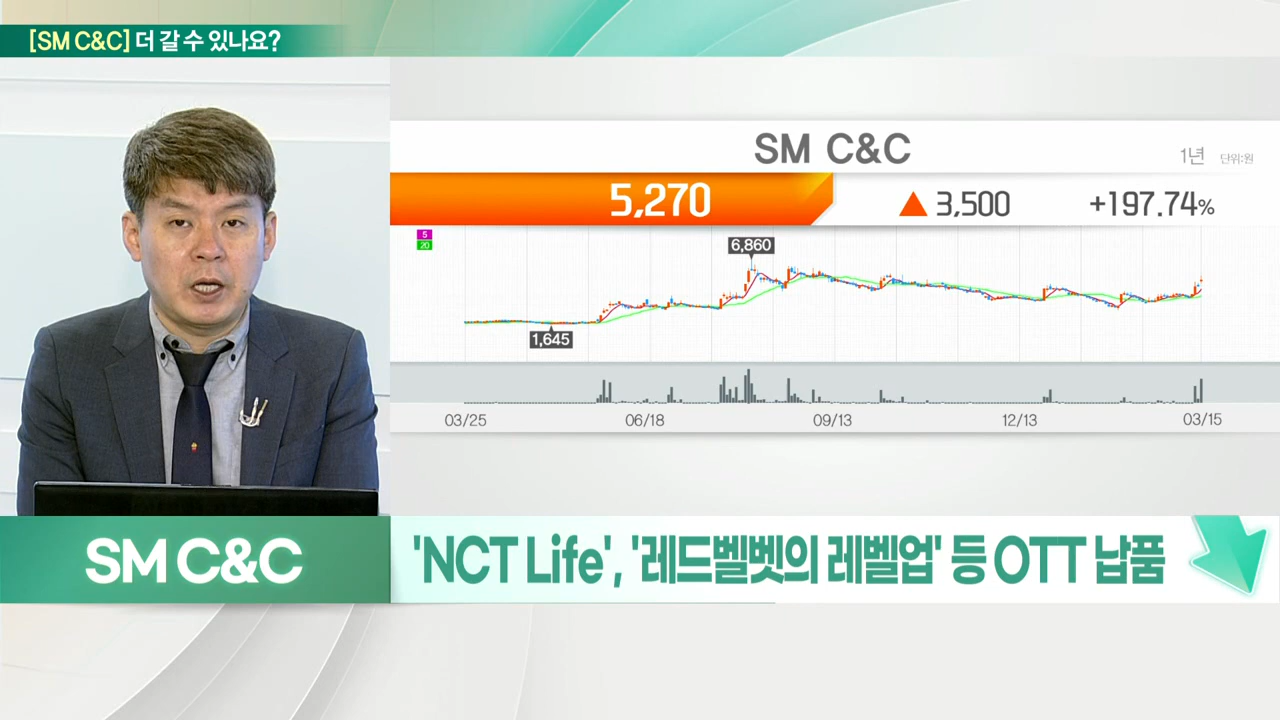 [SM C&C] 더 갈 수 있나요?
SM C&C
1년 단위:원
5,270 ▲ 3,500 +197.74%
5
20
6,860
1,645
03/25 06/18 09/13 12/13 03/15
SM C&C
'NCT Life', '레드벨벳의 레벨업' 등 OTT 납품